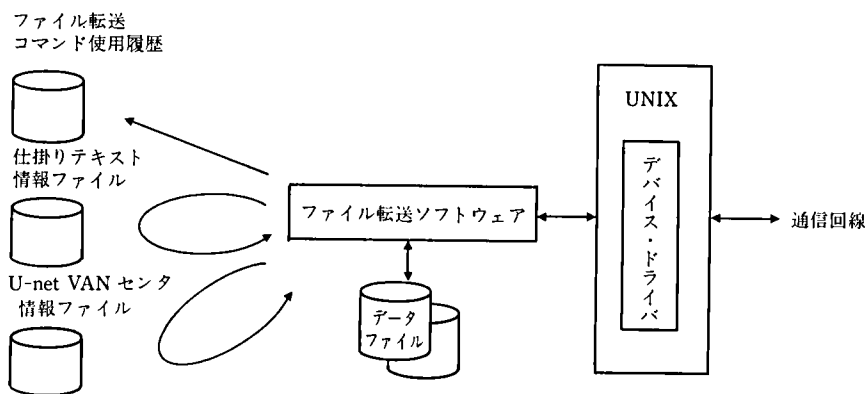 ファイル転送
コマンド使用履歴
仕掛りテキスト
情報ファイル
U-net VAN センタ
情報ファイル
ファイル転送ソフトウェア
データ
ファイル
UNIX
デバイス・ドライバ
通信回線